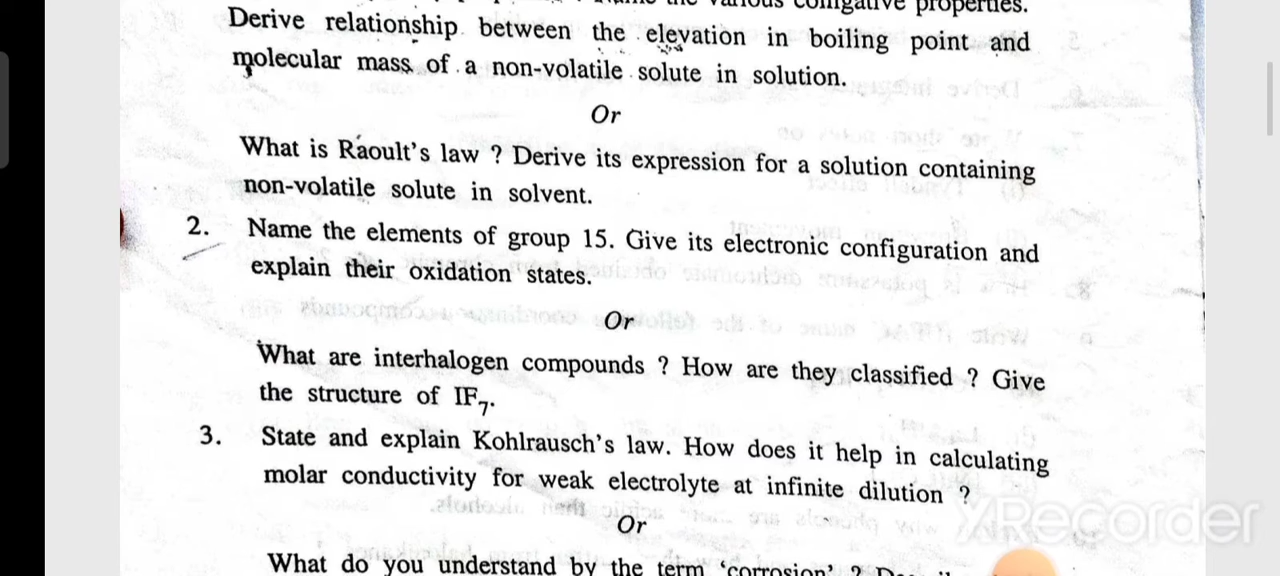 colligative properties.
Derive relationship between the elevation in boiling point and
molecular mass of a non-volatile solute in solution.
Or
What is Raoult's law ? Derive its expression for a solution containing
non-volatile solute in solvent.
2. Name the elements of group 15. Give its electronic configuration and
explain their oxidation states.
Or
What are interhalogen compounds ? How are they classified ? Give
the structure of IF₇.
3. State and explain Kohlrausch's law. How does it help in calculating
molar conductivity for weak electrolyte at infinite dilution ?
XRecorder
Or
What do you understand by the term 'corrosion' ?